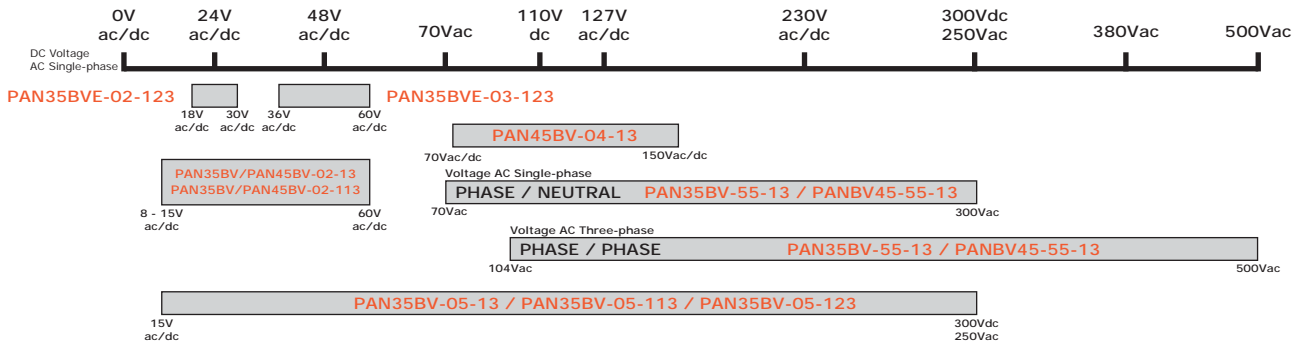 0V 24V 48V 110V 127V 230V 300Vdc
ac/dc ac/dc ac/dc 70Vac dc ac/dc ac/dc 250Vac 380Vac 500Vac
DC Voltage
AC Single-phase
PAN35BVE-02-123 PAN35BVE-03-123
18V 30V 36V 60V
ac/dc ac/dc ac/dc ac/dc
PAN45BV-04-13
70Vac/dc 150Vac/dc
PAN35BV/PAN45BV-02-13
PAN35BV/PAN45BV-02-113
8 - 15V 60V
ac/dc ac/dc
Voltage AC Single-phase
PHASE / NEUTRAL PAN35BV-55-13 / PANBV45-55-13
70Vac 300Vac
Voltage AC Three-phase
PHASE / PHASE PAN35BV-55-13 / PANBV45-55-13
104Vac 500Vac
PAN35BV-05-13 / PAN35BV-05-113 / PAN35BV-05-123
15V 300Vdc
ac/dc 250Vac